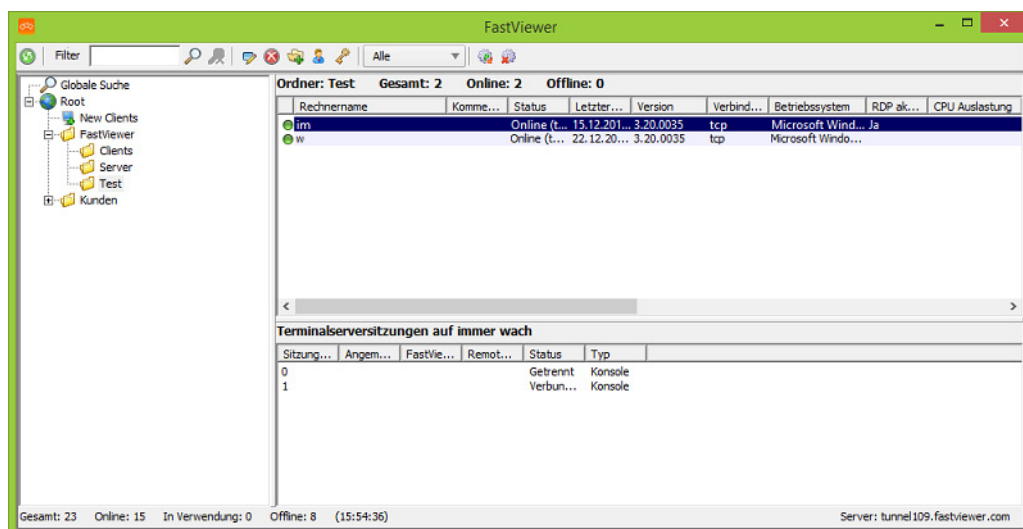 FastViewer
Filter Alle
Globale Suche
Root
New Clients
FastViewer
Clients
Server
Test
Kunden
Ordner: Test Gesamt: 2 Online: 2 Offline: 0
Rechnername Komme... Status Letzter... Version Verbind... Betriebssystem RDP ak... CPU Auslastung
im Online (t... 15.12.201... 3.20.0035 tcp Microsoft Wind... Ja
w Online (t... 22.12.20... 3.20.0035 tcp Microsoft Windo...
Terminalserversitzungen auf immer wach
Sitzung... Angem... FastVie... Remot... Status Typ
0 Getrennt Konsole
1 Verbun... Konsole
Gesamt: 23 Online: 15 In Verwendung: 0 Offline: 8 (15:54:36) Server: tunnel109.fastviewer.com